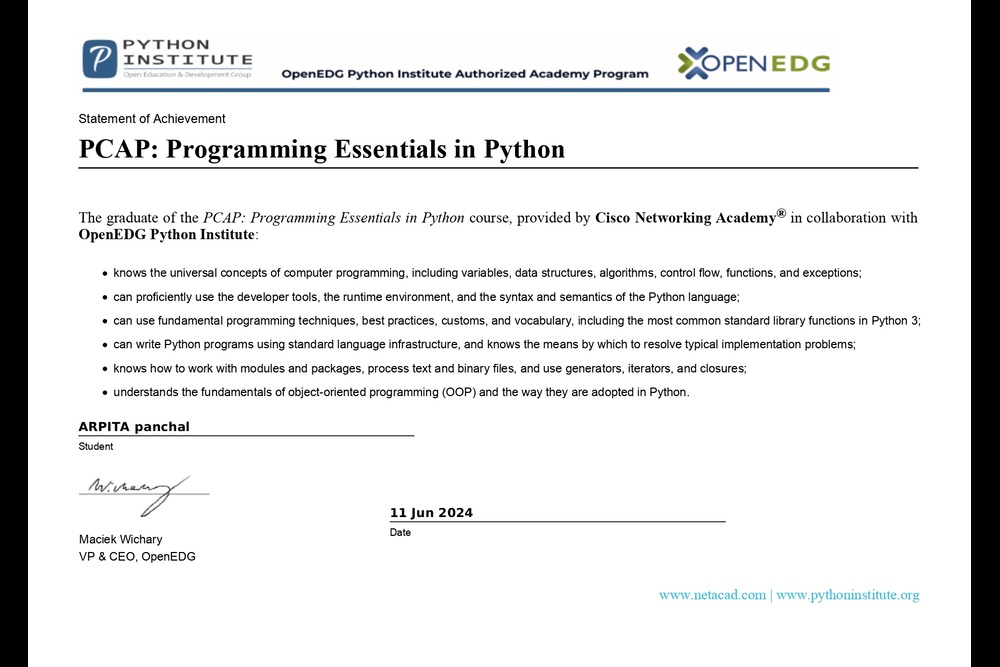 PYTHON
INSTITUTE
Open Education & Development Group
OpenEDG Python Institute Authorized Academy Program
OPENEDG
Statement of Achievement
PCAP: Programming Essentials in Python
The graduate of the PCAP: Programming Essentials in Python course, provided by Cisco Networking Academy® in collaboration with
OpenEDG Python Institute:
• knows the universal concepts of computer programming, including variables, data structures, algorithms, control flow, functions, and exceptions;
• can proficiently use the developer tools, the runtime environment, and the syntax and semantics of the Python language;
• can use fundamental programming techniques, best practices, customs, and vocabulary, including the most common standard library functions in Python 3;
• can write Python programs using standard language infrastructure, and knows the means by which to resolve typical implementation problems;
• knows how to work with modules and packages, process text and binary files, and use generators, iterators, and closures;
• understands the fundamentals of object-oriented programming (OOP) and the way they are adopted in Python.
ARPITA panchal
Student
W.chary
11 Jun 2024
Date
Maciek Wichary
VP & CEO, OpenEDG
www.netacad.com | www.pythoninstitute.org